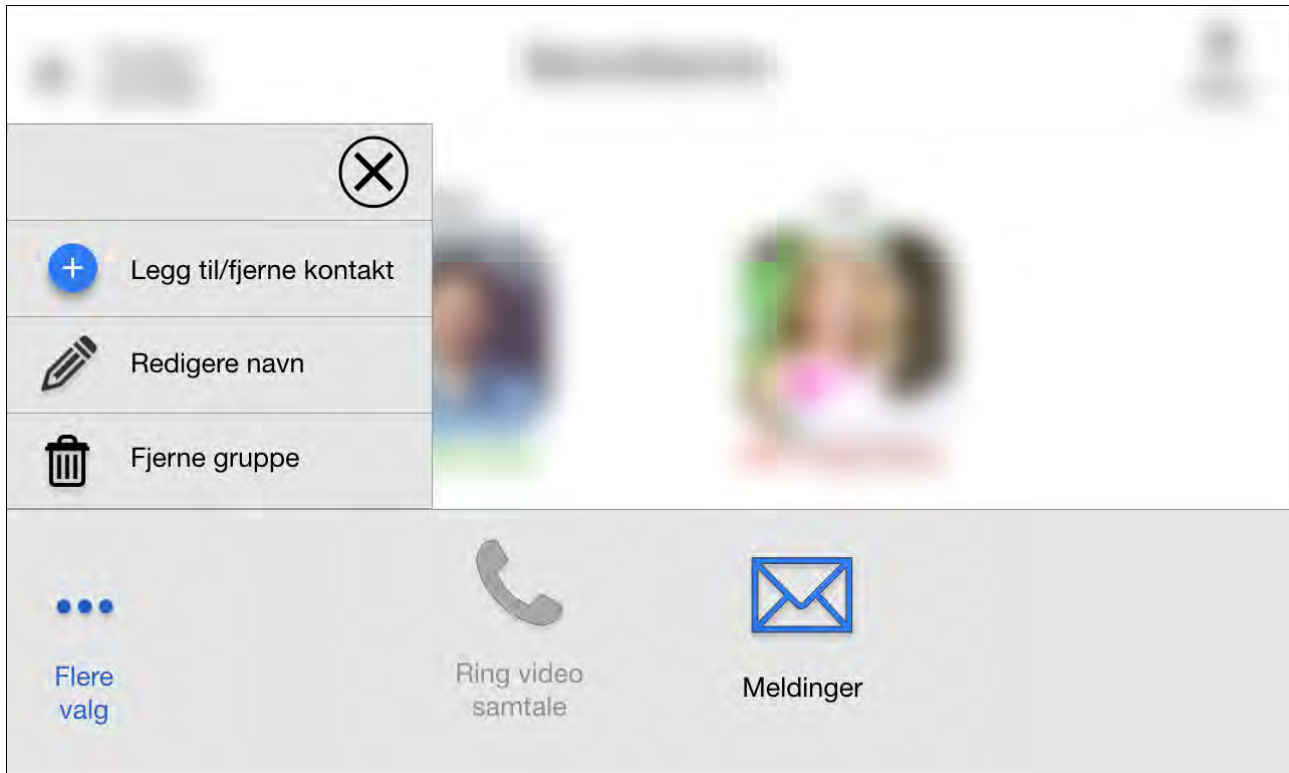 Legg til/fjerne kontakt
Redigere navn
Fjerne gruppe
Flere
valg
Ring video
samtale
Meldinger